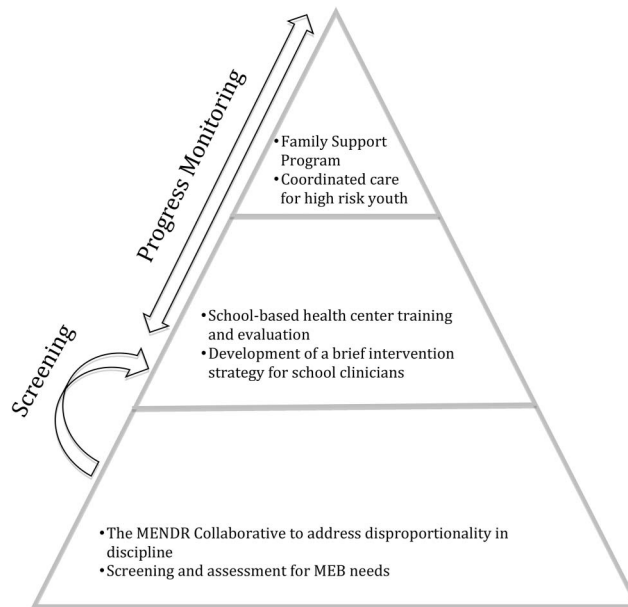 Progress Monitoring
•Family Support
Program
•Coordinated care
for high risk youth
Screening
•School-based health center training
and evaluation
•Development of a brief intervention
strategy for school clinicians
•The MENDR Collaborative to address disproportionality in
discipline
•Screening and assessment for MEB needs